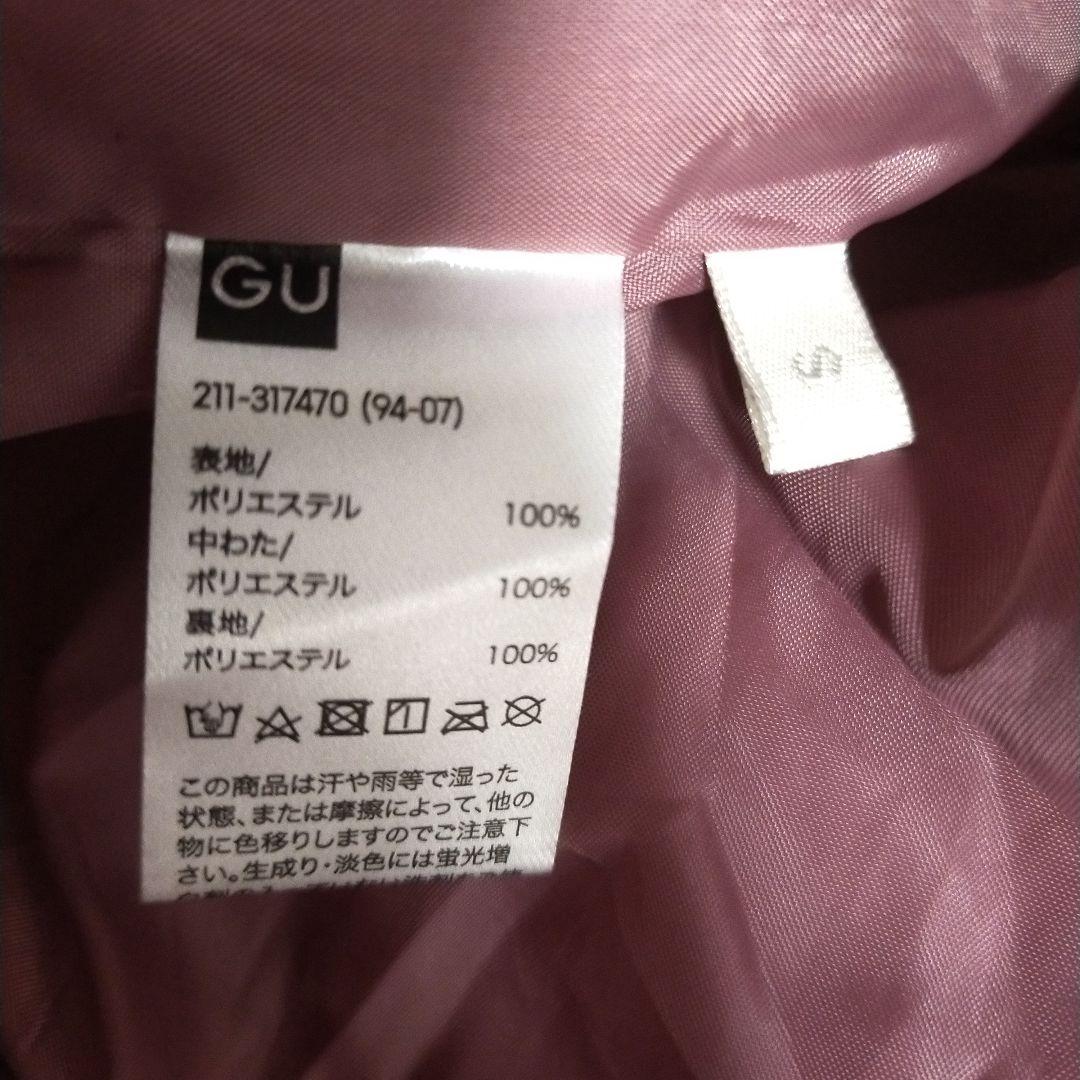 GU
211-317470 (94-07)
表地/
ポリエステル 100%
中わた/
ポリエステル 100%
裏地/
ポリエステル 100%
この商品は汗や雨等で湿った
状態、または摩擦によって、他の
物に色移りしますのでご注意下
さい。生成り・淡色には蛍光増
S